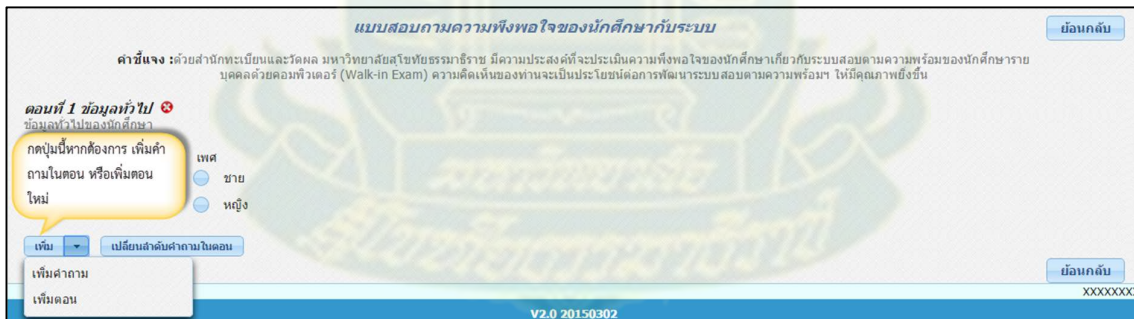 แบบสอบถามความพึงพอใจของนักศึกษากับระบบ
ย้อนกลับ
คำชี้แจง :ด้วยสำนักทะเบียนและวัดผล มหาวิทยาลัยสุโขทัยธรรมาธิราช มีความประสงค์ที่จะประเมินความพึงพอใจของนักศึกษาเกี่ยวกับระบบสอบตามความพร้อมของนักศึกษาราย
บุคคลด้วยคอมพิวเตอร์ (Walk-in Exam) ความคิดเห็นของท่านจะเป็นประโยชน์ต่อการพัฒนาระบบสอบตามความพร้อมฯ ให้มีคุณภาพยิ่งขึ้น
ตอนที่ 1 ข้อมูลทั่วไป
ข้อมูลทั่วไปของนักศึกษา
กดปุ่มนี้หากต้องการ เพิ่มคำ
ถามในตอน หรือเพิ่มตอน
ใหม่
เพศ
ชาย
หญิง
เพิ่ม
เปลี่ยนลำดับคำถามในตอน
เพิ่มคำถาม
เพิ่มตอน
ย้อนกลับ
XXXXXXX
V2.0 20150302